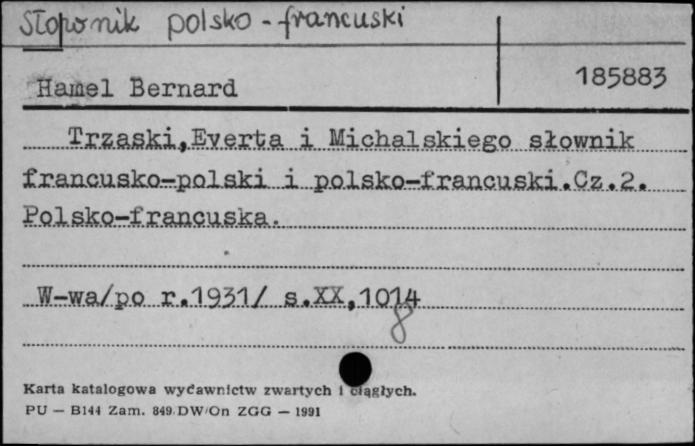 Słownik polsko-francuski
185883
Hamel Bernard
Trzaski,Everta i Michalskiego słownik
francusko-polski i polsko-francuski.Cz.2.
Polsko-francuska.
W-wa/po r.1931/ s.XX,1014
8
Karta katalogowa wydawnictw zwartych i ciągłych.
PU — B144 Zam. 849/DW/On ZGG — 1991